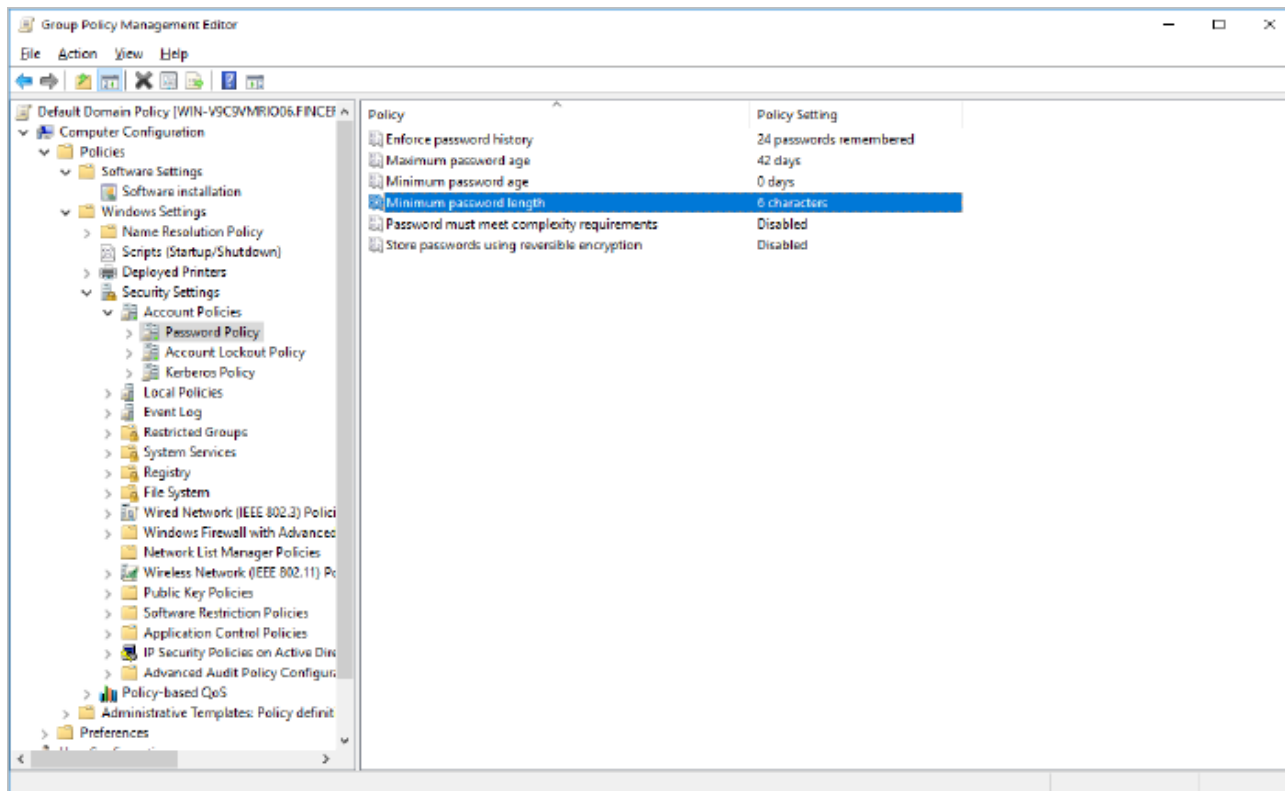 Group Policy Management Editor
File Action View Help
Default Domain Policy [WIN-V9C9VMRIO06.FINCEF
Computer Configuration
Policies
Software Settings
Software installation
Windows Settings
Name Resolution Policy
Scripts (Startup/Shutdown)
Deployed Printers
Security Settings
Account Policies
Password Policy
Account Lockout Policy
Kerberos Policy
Local Policies
Event Log
Restricted Groups
System Services
Registry
File System
Wired Network (IEEE 802.3) Polici
Windows Firewall with Advanced
Network List Manager Policies
Wireless Network (IEEE 802.11) Po
Public Key Policies
Software Restriction Policies
Application Control Policies
IP Security Policies on Active Dire
Advanced Audit Policy Configura
Policy-based QoS
Administrative Templates: Policy definit
Preferences
Policy Policy Setting
Enforce password history 24 passwords remembered
Maximum password age 42 days
Minimum password age 0 days
Minimum password length 6 characters
Password must meet complexity requirements Disabled
Store passwords using reversible encryption Disabled